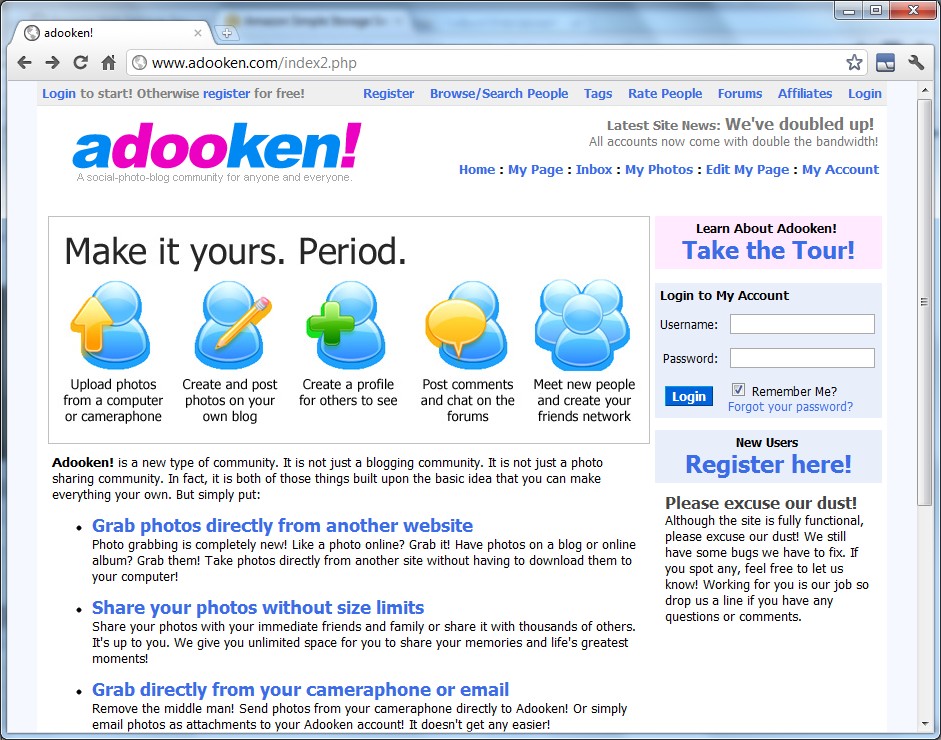 adooken!
www.adooken.com/index2.php
Login to start! Otherwise register for free!
Register Browse/Search People Tags Rate People Forums Affiliates Login
adooken!
A social-photo-blog community for anyone and everyone.
Latest Site News: We've doubled up!
All accounts now come with double the bandwidth!
Home : My Page : Inbox : My Photos : Edit My Page : My Account
Make it yours. Period.
Upload photos
from a computer
or cameraphone
Create and post
photos on your
own blog
Create a profile
for others to see
Post comments
and chat on the
forums
Meet new people
and create your
friends network
Adooken! is a new type of community. It is not just a blogging community. It is not just a photo
sharing community. In fact, it is both of those things built upon the basic idea that you can make
everything your own. But simply put:
Grab photos directly from another website
Photo grabbing is completely new! Like a photo online? Grab it! Have photos on a blog or online
album? Grab them! Take photos directly from another site without having to download them to
your computer!
Share your photos without size limits
Share your photos with your immediate friends and family or share it with thousands of others.
It's up to you. We give you unlimited space for you to share your memories and life's greatest
moments!
Grab directly from your cameraphone or email
Remove the middle man! Send photos from your cameraphone directly to Adooken! Or simply
email photos as attachments to your Adooken account! It doesn't get any easier!
Learn About Adooken!
Take the Tour!
Login to My Account
Username:
Password:
Login
Remember Me?
Forgot your password?
New Users
Register here!
Please excuse our dust!
Although the site is fully functional,
please excuse our dust! We still
have some bugs we have to fix. If
you spot any, feel free to let us
know! Working for you is our job so
drop us a line if you have any
questions or comments.